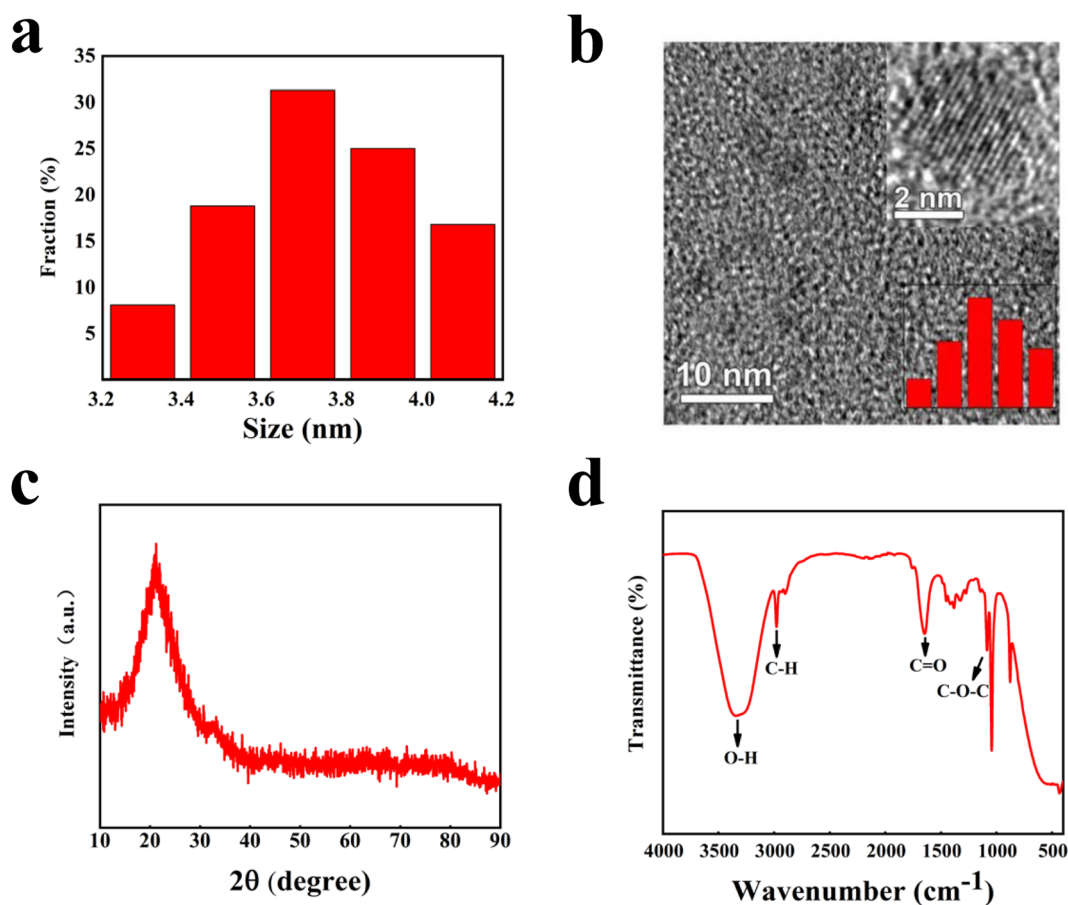 a
35
30
25
20
15
10
5
Fraction (%)
3.2 3.4 3.6 3.8 4.0 4.2
Size (nm)
b
2 nm
10 nm
c
Intensity (a.u.)
10 20 30 40 50 60 70 80 90
2θ (degree)
d
Transmittance (%)
C-H
C=O
C-O-C
O-H
4000 3500 3000 2500 2000 1500 1000 500
Wavenumber (cm⁻¹)